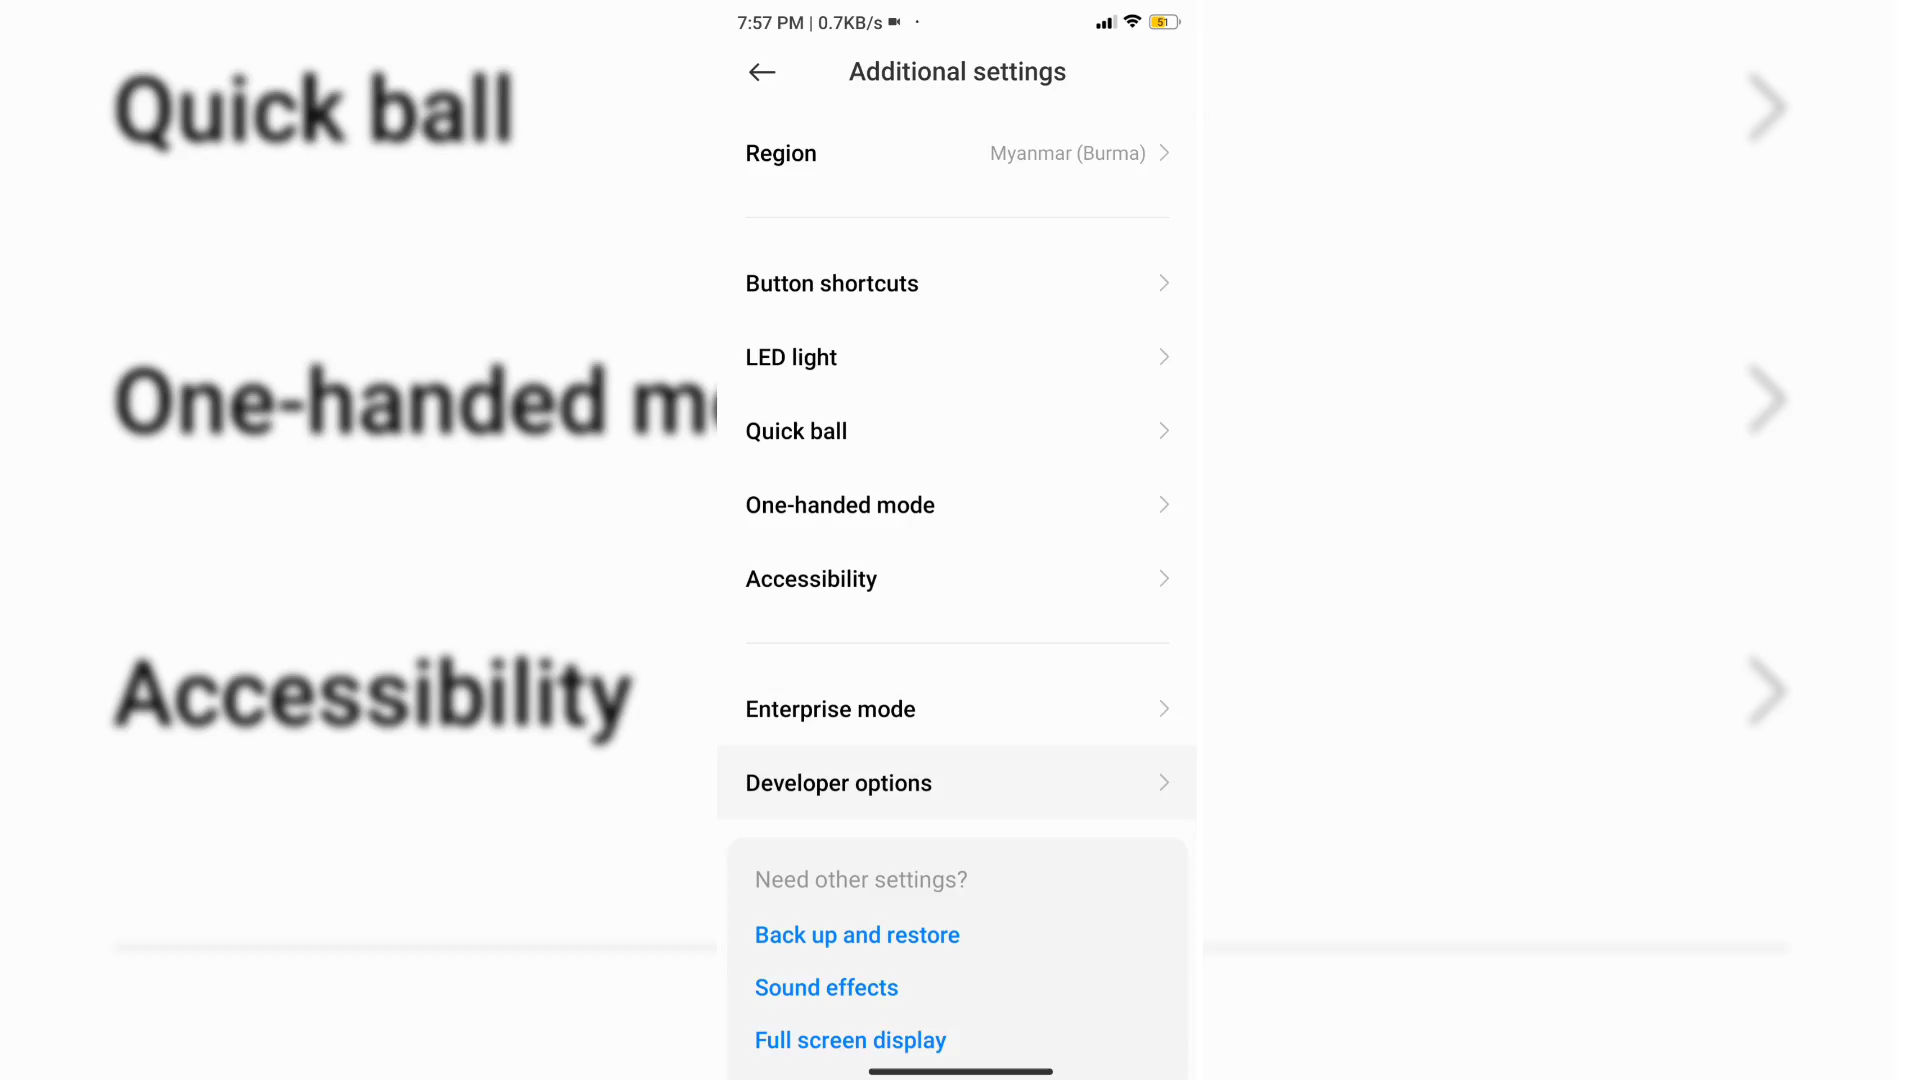 7:57 PM | 0.7KB/s
51
Additional settings
Region
Myanmar (Burma)
Button shortcuts
LED light
Quick ball
One-handed mode
Accessibility
Enterprise mode
Developer options
Need other settings?
Back up and restore
Sound effects
Full screen display
Quick ball
One-handed m
Accessibility